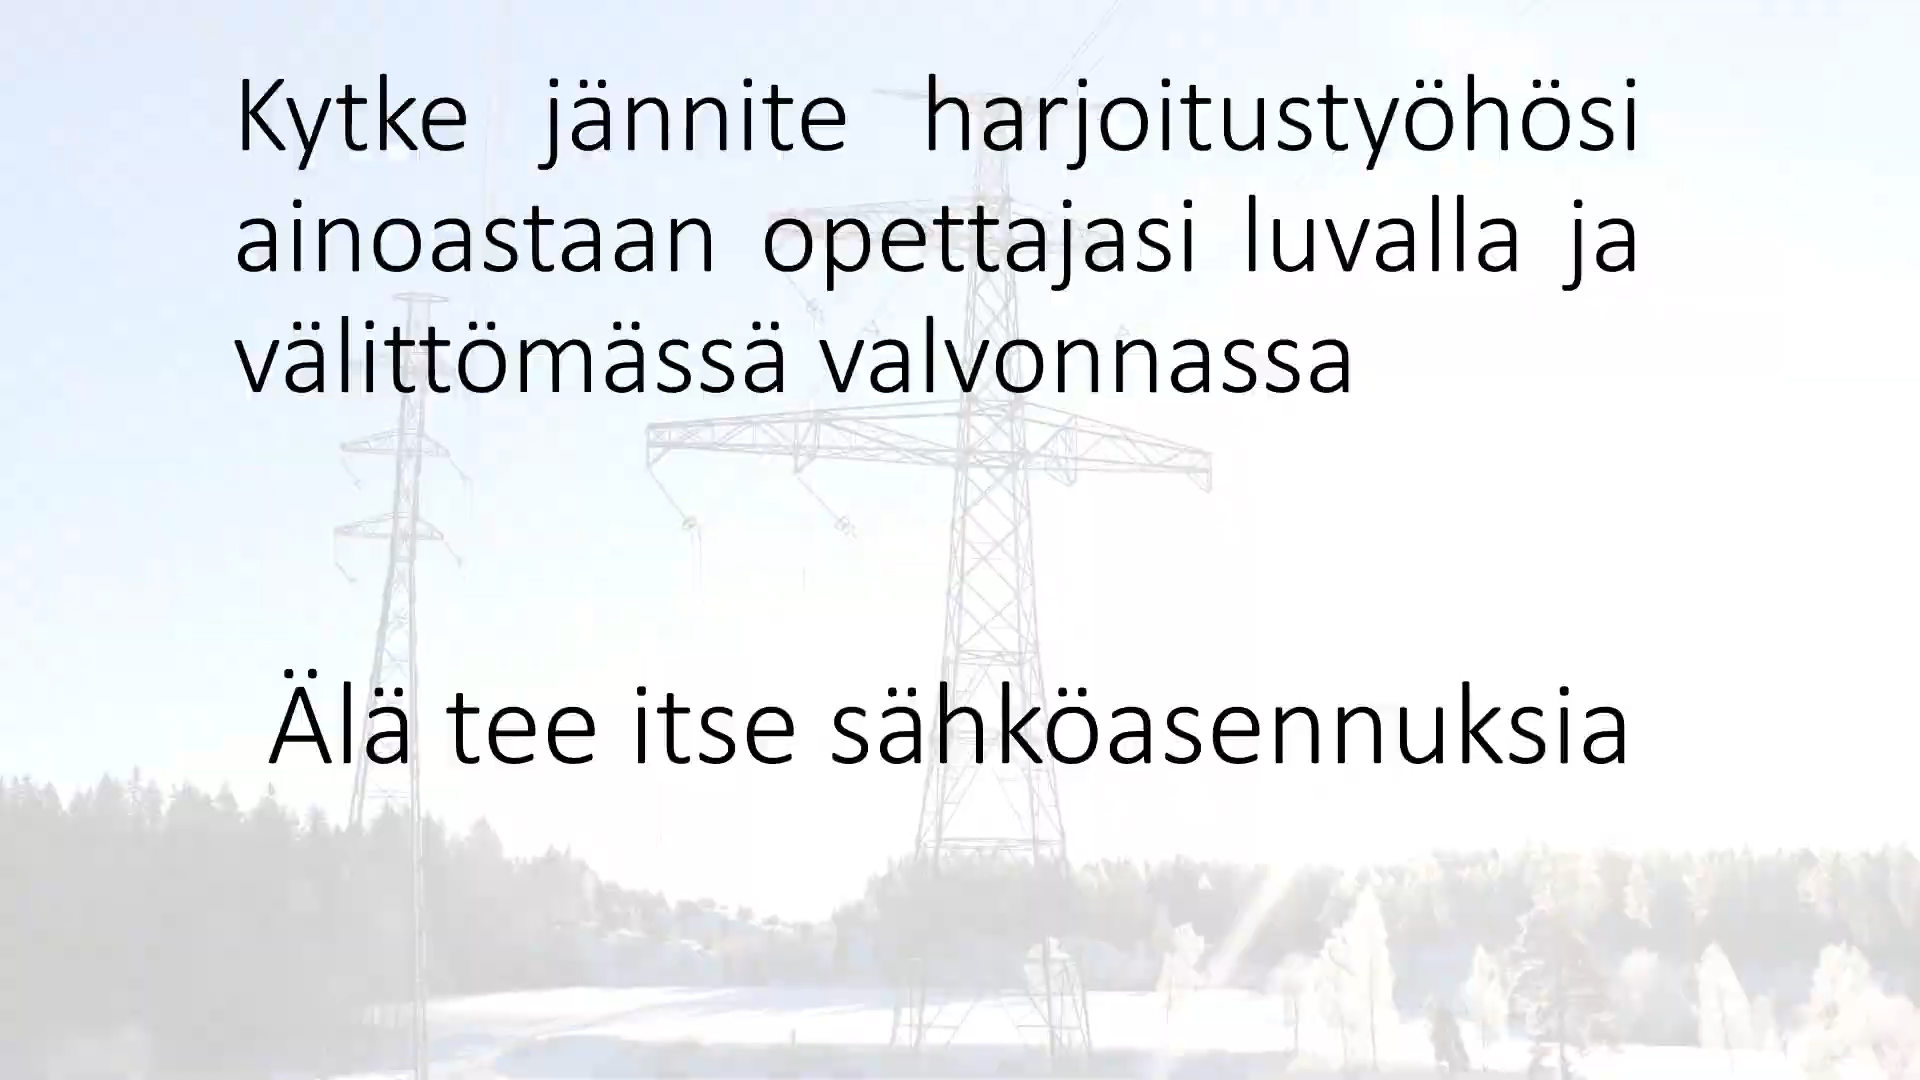 Kytke jännite harjoitustyöhösi
ainoastaan opettajasi luvalla ja
välittömässä valvonnassa
Älä tee itse sähköasennuksia